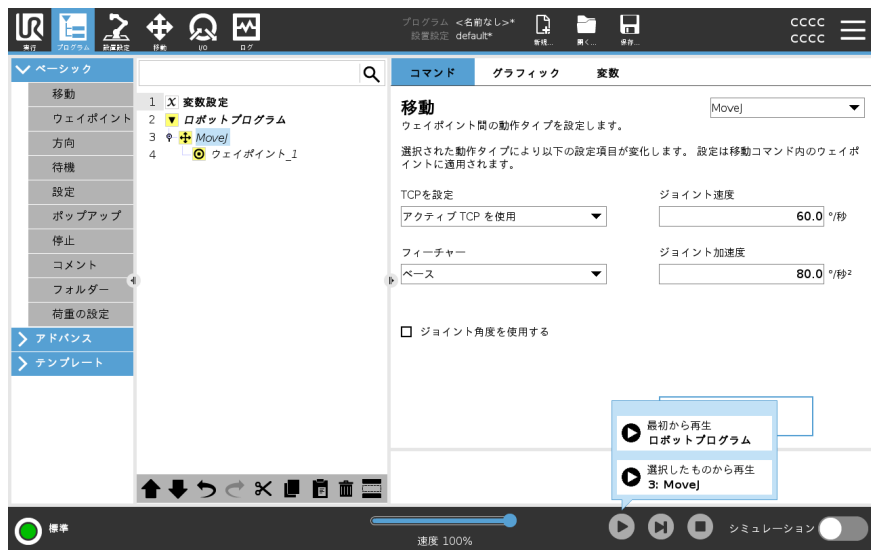 UR
実行
プログラム
設置設定
移動
I/O
ログ
プログラム <名前なし>*
設置設定 default*
新規...
開く...
保存...
CCCC
CCCC
ベーシック
移動
ウェイポイント
方向
待機
設定
ポップアップ
停止
コメント
フォルダー
荷重の設定
アドバンス
テンプレート
1 X 変数設定
2 ロボットプログラム
3 MoveJ
4 ウェイポイント_1
コマンド
グラフィック
変数
移動
MoveJ
ウェイポイント間の動作タイプを設定します。
選択された動作タイプにより以下の設定項目が変化します。 設定は移動コマンド内のウェイポ
イントに適用されます。
TCPを設定
ジョイント速度
アクティブ TCP を使用
60.0 °/秒
フィーチャー
ジョイント加速度
ベース
80.0 °/秒²
ジョイント角度を使用する
最初から再生
ロボットプログラム
選択したものから再生
3: MoveJ
標準
速度 100%
シミュレーション